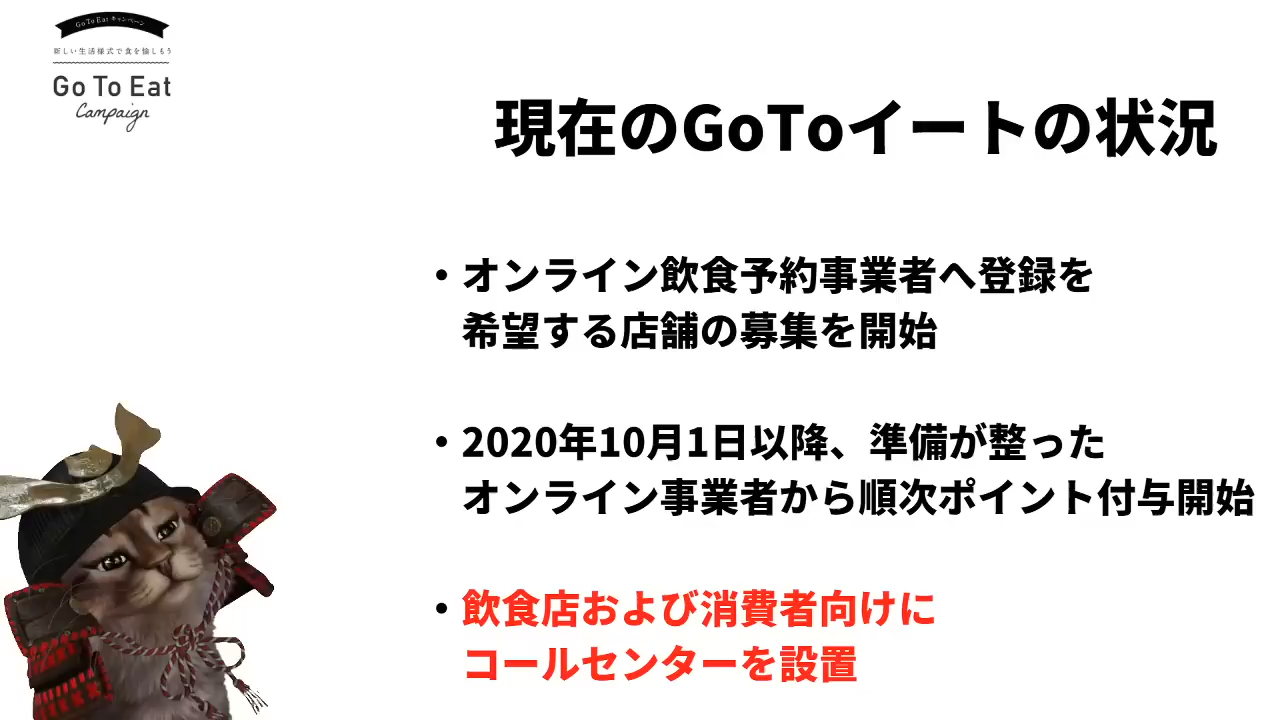 GoToEat キャンペーン
新しい生活様式で食を愉しもう
Go To Eat
Campaign
現在のGoToイートの状況
・オンライン飲食予約事業者へ登録を
希望する店舗の募集を開始
・2020年10月1日以降、準備が整った
オンライン事業者から順次ポイント付与開始
・飲食店および消費者向けに
コールセンターを設置